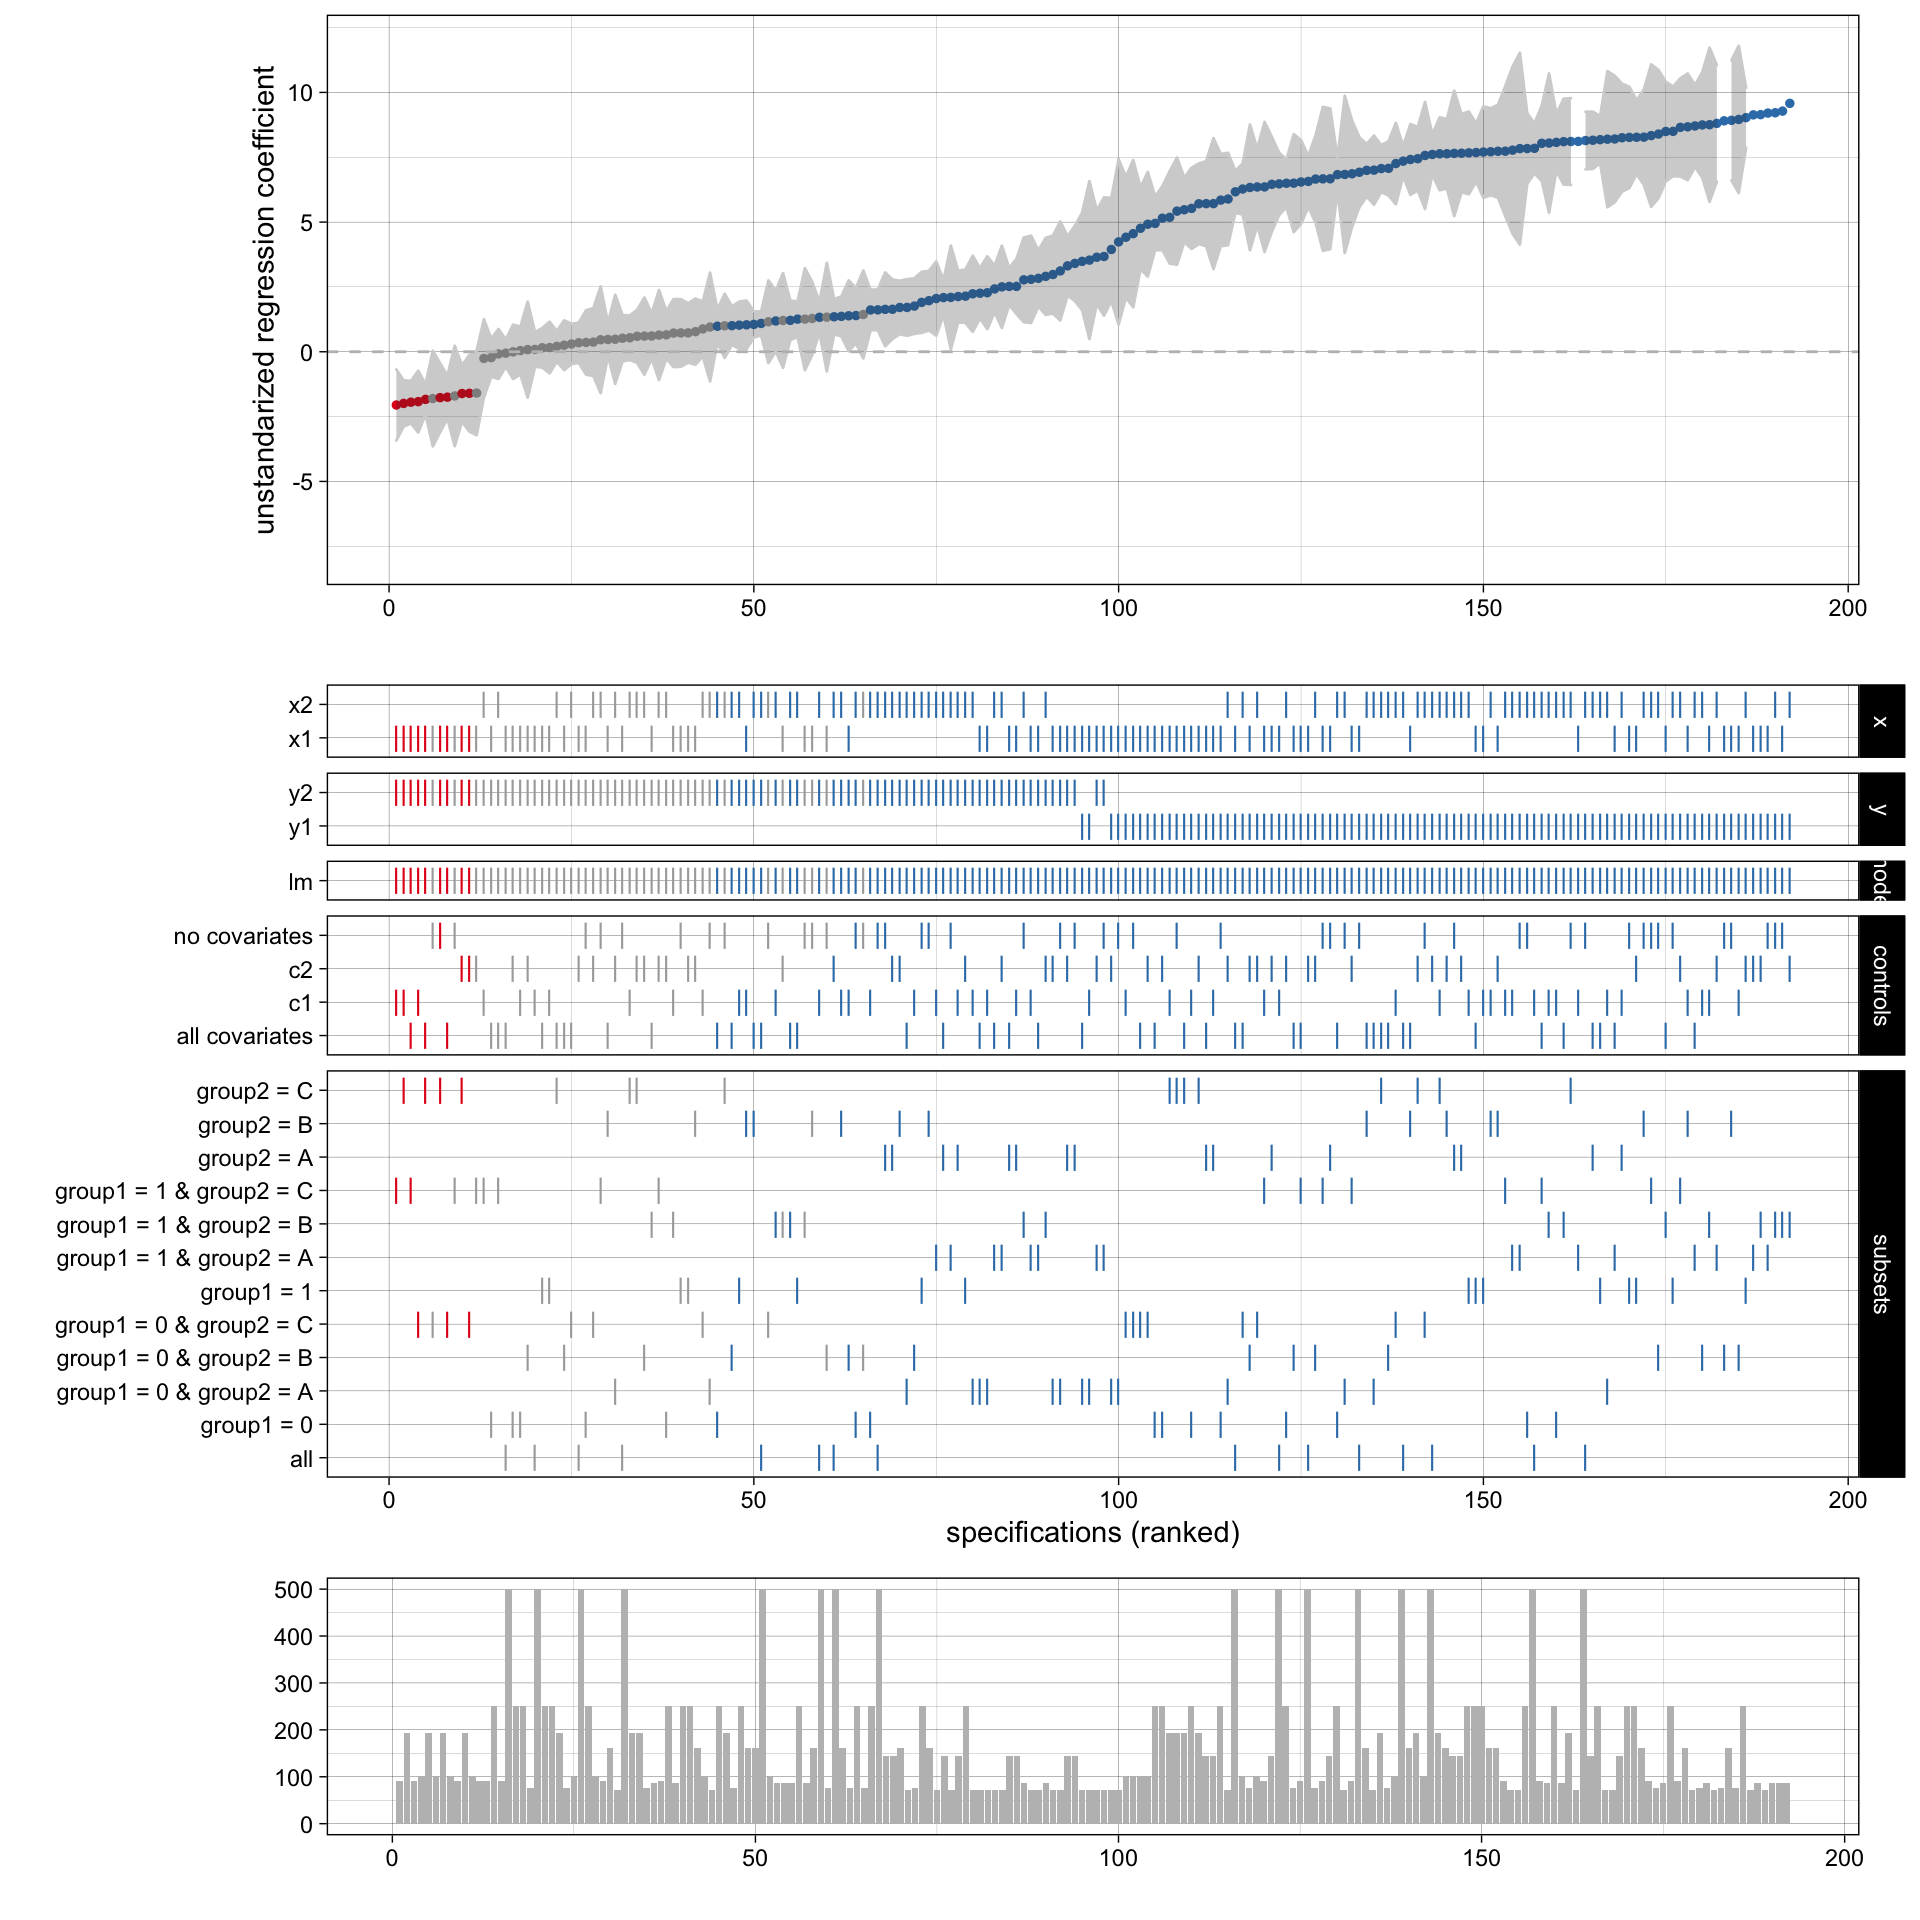 unstandarized regression coefficient
10
5
0
-5
0 50 100 150 200
x2
x1
x
y2
y1
y
lm
no covariates
c2
c1
all covariates
controls
group2 = C
group2 = B
group2 = A
group1 = 1 & group2 = C
group1 = 1 & group2 = B
group1 = 1 & group2 = A
group1 = 1
group1 = 0 & group2 = C
group1 = 0 & group2 = B
group1 = 0 & group2 = A
group1 = 0
all
subsets
0 50 100 150 200
specifications (ranked)
500
400
300
200
100
0
0 50 100 150 200